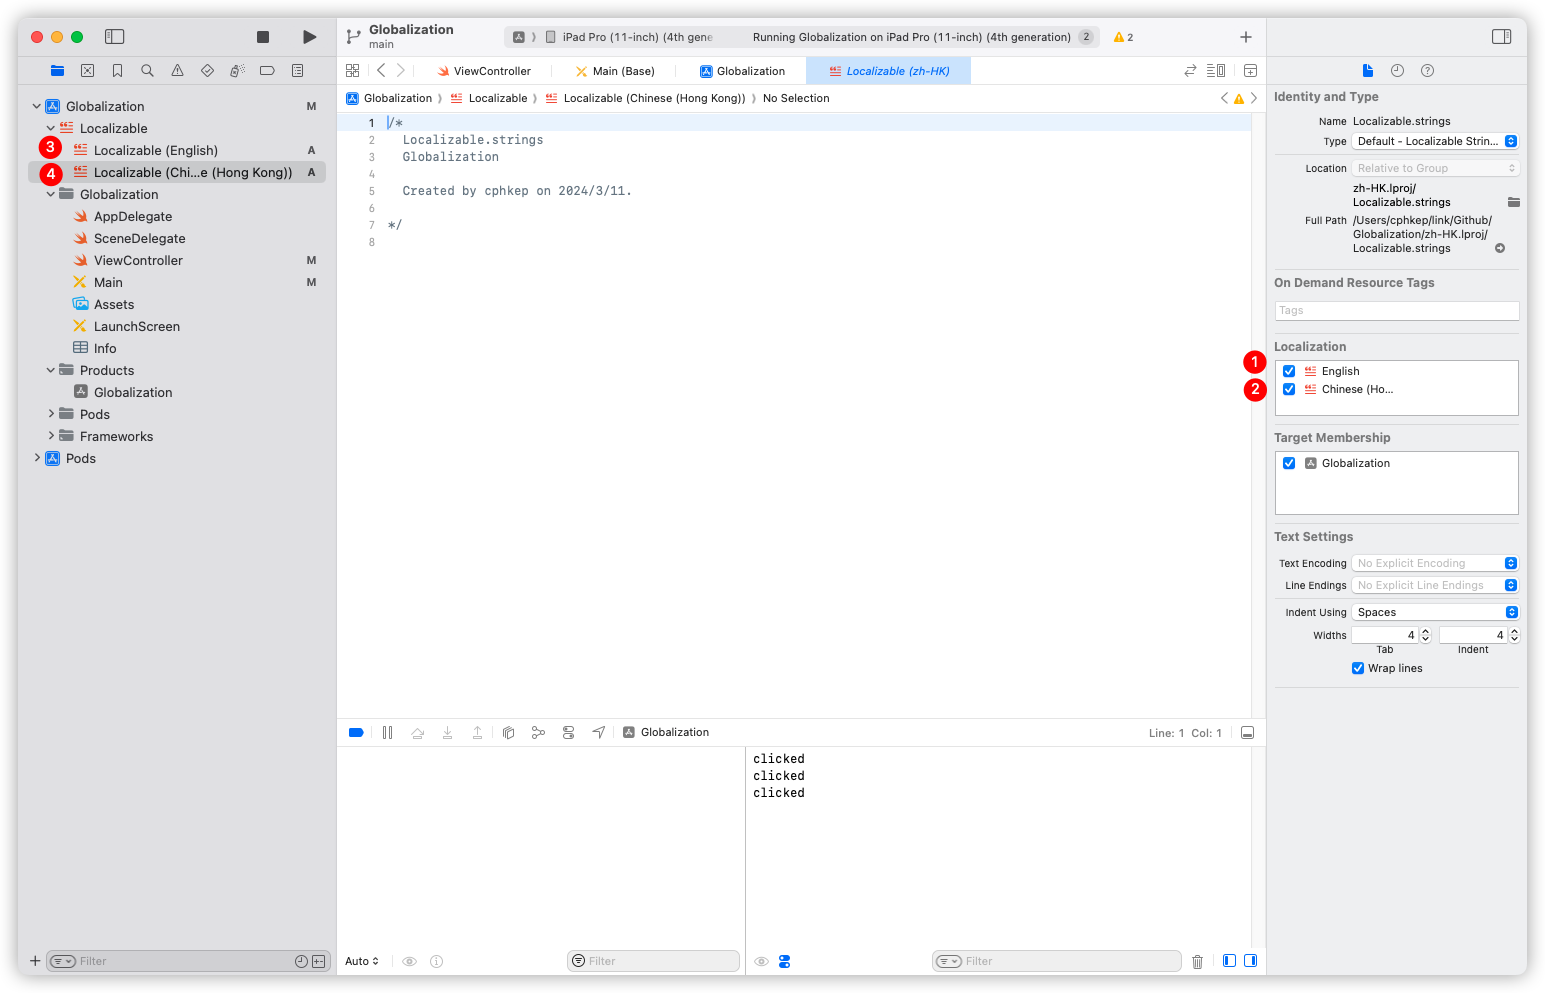 Globalization
main
iPad Pro (11-inch) (4th gene
Running Globalization on iPad Pro (11-inch) (4th generation)
2
2
ViewController
Main (Base)
Globalization
Localizable (zh-HK)
Globalization
Localizable
Localizable (Chinese (Hong Kong))
No Selection
Globalization M
Localizable
3
Localizable (English) A
4
Localizable (Chi...e (Hong Kong)) A
Globalization
AppDelegate
SceneDelegate
ViewController M
Main M
Assets
LaunchScreen
Info
Products
Globalization
Pods
Frameworks
Pods
Filter
1 /*
2 Localizable.strings
3 Globalization
4
5 Created by cphkep on 2024/3/11.
6
7 */
8
Globalization
Line: 1 Col: 1
clicked
clicked
clicked
Auto
Filter
Filter
Identity and Type
Name Localizable.strings
Type Default - Localizable Strin...
Location Relative to Group
zh-HK.lproj/
Localizable.strings
Full Path /Users/cphkep/link/Github/
Globalization/zh-HK.lproj/
Localizable.strings
On Demand Resource Tags
Tags
Localization
1
English
2
Chinese (Ho...
Target Membership
Globalization
Text Settings
Text Encoding No Explicit Encoding
Line Endings No Explicit Line Endings
Indent Using Spaces
Widths 4 4
Tab Indent
Wrap lines